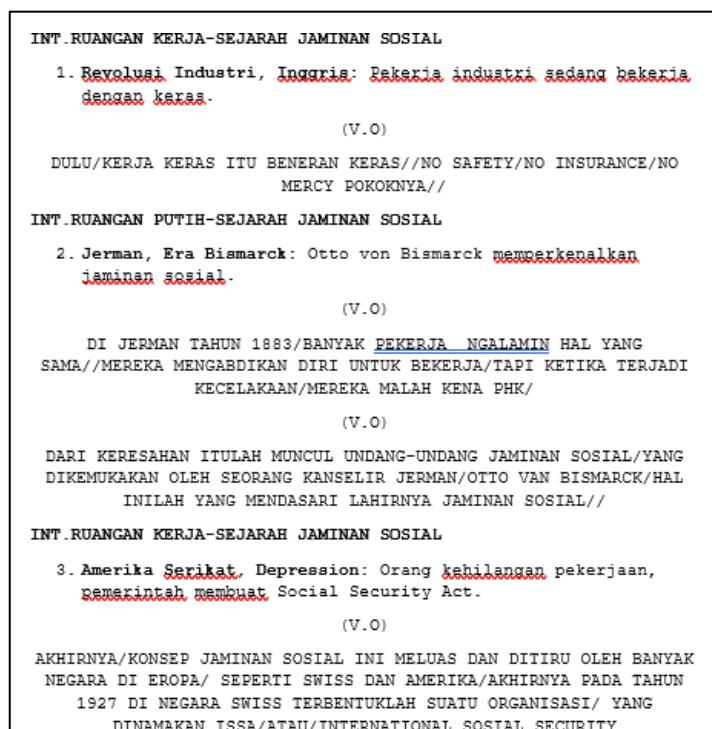 INT.RUANGAN KERJA-SEJARAH JAMINAN SOSIAL
1. Revolusi Industri, Inggris: Pekerja industri sedang bekerja
dengan keras.
(V.O)
DULU/KERJA KERAS ITU BENERAN KERAS//NO SAFETY/NO INSURANCE/NO
MERCY POKOKNYA//
INT.RUANGAN PUTIH-SEJARAH JAMINAN SOSIAL
2. Jerman, Era Bismarck: Otto von Bismarck memperkenalkan
jaminan sosial.
(V.O)
DI JERMAN TAHUN 1883/BANYAK PEKERJA  NGALAMIN HAL YANG
SAMA//MEREKA MENGABDIKAN DIRI UNTUK BEKERJA/TAPI KETIKA TERJADI
KECELAKAAN/MEREKA MALAH KENA PHK/
(V.O)
DARI KERESAHAN ITULAH MUNCUL UNDANG-UNDANG JAMINAN SOSIAL/YANG
DIKEMUKAKAN OLEH SEORANG KANSELIR JERMAN/OTTO VAN BISMARCK/HAL
INILAH YANG MENDASARI LAHIRNYA JAMINAN SOSIAL//
INT.RUANGAN KERJA-SEJARAH JAMINAN SOSIAL
3. Amerika Serikat, Depression: Orang kehilangan pekerjaan,
pemerintah membuat Social Security Act.
(V.O)
AKHIRNYA/KONSEP JAMINAN SOSIAL INI MELUAS DAN DITIRU OLEH BANYAK
NEGARA DI EROPA/ SEPERTI SWISS DAN AMERIKA/AKHIRNYA PADA TAHUN
1927 DI NEGARA SWISS TERBENTUKLAH SUATU ORGANISASI/ YANG
DINAMAKAN ISSA/ATAU/INTERNATIONAL SOSIAL SECURITY